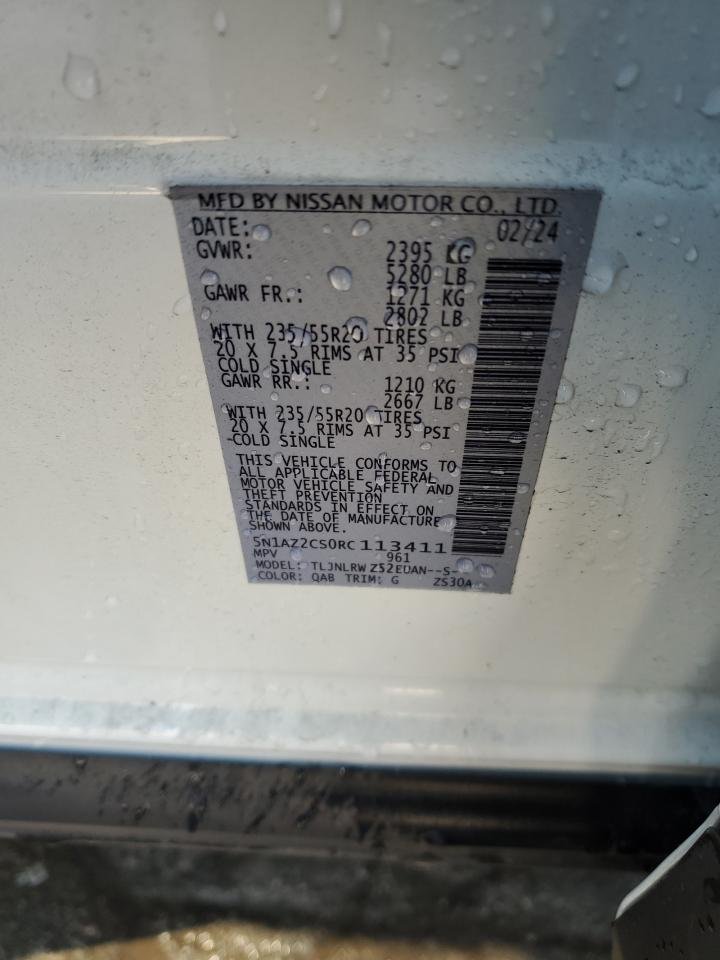 MFD BY NISSAN MOTOR CO., LTD.
DATE: 02/24
GVWR: 2395 KG
5280 LB
GAWR FR.: 1271 KG
2802 LB
WITH 235/55R20 TIRES
20 X 7.5 RIMS AT 35 PSI
COLD SINGLE
GAWR RR.: 1210 KG
2667 LB
WITH 235/55R20 TIRES
20 X 7.5 RIMS AT 35 PSI
COLD SINGLE
THIS VEHICLE CONFORMS TO
ALL APPLICABLE FEDERAL
MOTOR VEHICLE SAFETY AND
THEFT PREVENTION
STANDARDS IN EFFECT ON
THE DATE OF MANUFACTURE
SHOWN ABOVE.
5N1AZ2CS0RC113411
MPV 961
MODEL: TLJNLRWZ52EUAN--S-
COLOR: QAB TRIM: G ZS30A